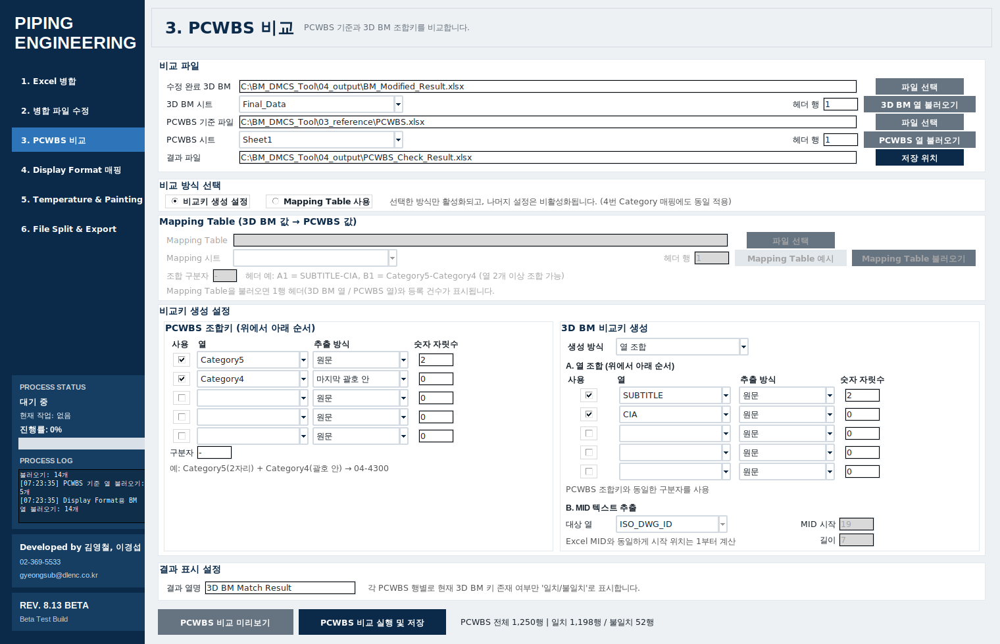 PIPING
ENGINEERING
1. Excel 병합
2. 병합 파일 수정
3. PCWBS 비교
4. Display Format 매핑
5. Temperature & Painting
6. File Split & Export
PROCESS STATUS
대기 중
현재 작업: 없음
진행률: 0%
PROCESS LOG
불러오기: 14개
[07:23:35] PCWBS 기준 열 불러오기:
5개
[07:23:35] Display Format용 BM
열 불러오기: 14개
Developed by 김영철, 이경섭
02-369-5533
gyeongsub@dlenc.co.kr
REV. 8.13 BETA
Beta Test Build
3. PCWBS 비교 PCWBS 기준과 3D BM 조합키를 비교합니다.
비교 파일
수정 완료 3D BM C:\BM_DMCS_Tool\04_output\BM_Modified_Result.xlsx 파일 선택
3D BM 시트 Final_Data 헤더 행 1 3D BM 열 불러오기
PCWBS 기준 파일 C:\BM_DMCS_Tool\03_reference\PCWBS.xlsx 파일 선택
PCWBS 시트 Sheet1 헤더 행 1 PCWBS 열 불러오기
결과 파일 C:\BM_DMCS_Tool\04_output\PCWBS_Check_Result.xlsx 저장 위치
비교 방식 선택
비교키 생성 설정 Mapping Table 사용 선택한 방식만 활성화되고, 나머지 설정은 비활성화됩니다. (4번 Category 매핑에도 동일 적용)
Mapping Table (3D BM 값 → PCWBS 값)
Mapping Table 파일 선택
Mapping 시트 헤더 행 1 Mapping Table 예시 Mapping Table 불러오기
조합 구분자 - 헤더 예: A1 = SUBTITLE-CIA, B1 = Category5-Category4 (열 2개 이상 조합 가능)
Mapping Table을 불러오면 1행 헤더(3D BM 열 / PCWBS 열)와 등록 건수가 표시됩니다.
비교키 생성 설정
PCWBS 조합키 (위에서 아래 순서)
사용 열 추출 방식 숫자 자릿수
Category5 원문 2
Category4 마지막 괄호 안 0
원문 0
원문 0
원문 0
구분자 -
예: Category5(2자리) + Category4(괄호 안) → 04-4300
3D BM 비교키 생성
생성 방식 열 조합
A. 열 조합 (위에서 아래 순서)
사용 열 추출 방식 숫자 자릿수
SUBTITLE 원문 2
CIA 원문 0
원문 0
원문 0
원문 0
PCWBS 조합키와 동일한 구분자를 사용
B. MID 텍스트 추출
대상 열 ISO_DWG_ID MID 시작 19
Excel MID와 동일하게 시작 위치는 1부터 계산 길이 7
결과 표시 설정
결과 열명 3D BM Match Result 각 PCWBS 행별로 현재 3D BM 키 존재 여부만 '일치/불일치'로 표시합니다.
PCWBS 비교 미리보기 PCWBS 비교 실행 및 저장 PCWBS 전체 1,250행 | 일치 1,198행 / 불일치 52행